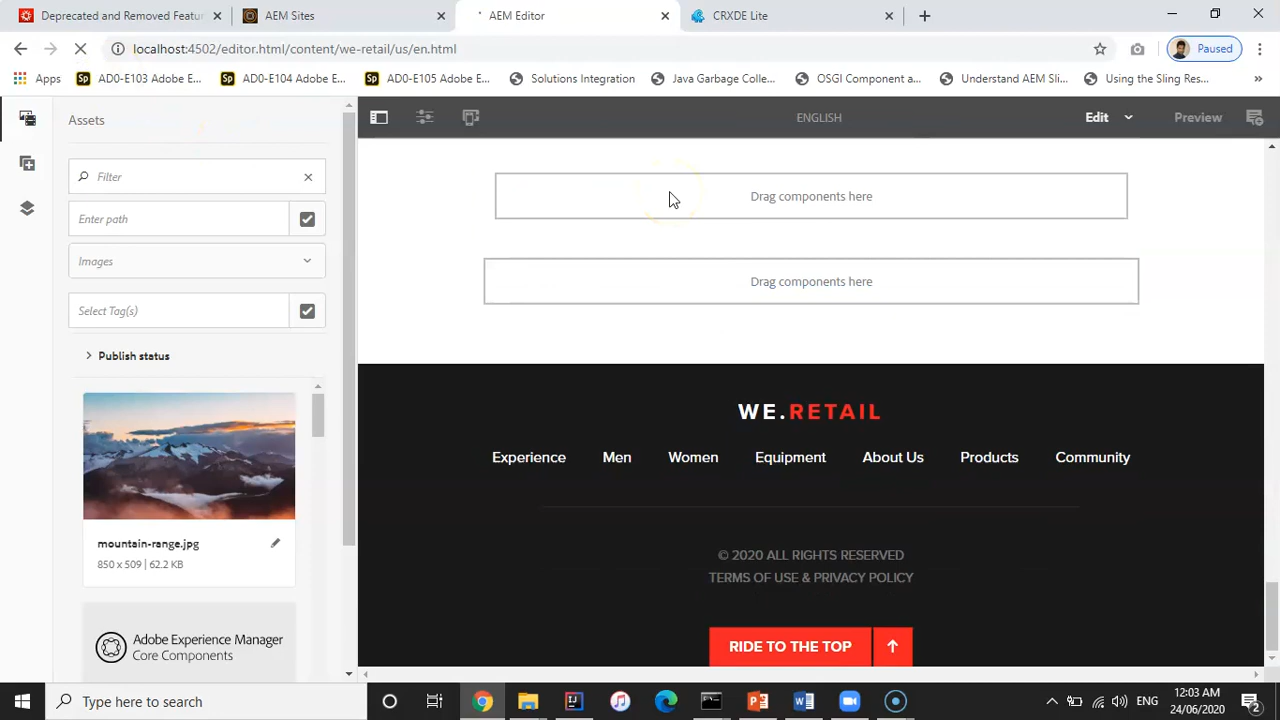 Deprecated and Removed Featur
AEM Sites
AEM Editor
CRXDE Lite
localhost:4502/editor.html/content/we-retail/us/en.html
Paused
Apps
Sp
AD0-E103 Adobe E...
Sp
AD0-E104 Adobe E...
Sp
AD0-E105 Adobe E...
Solutions Integration
Java Garbage Colle...
OSGI Component a...
Understand AEM Sli...
Using the Sling Res...
»
Assets
ENGLISH
Edit
Preview
Filter
Enter path
Images
Select Tag(s)
Publish status
mountain-range.jpg
850 x 509 | 62.2 KB
Adobe Experience Manager
Core Components
Drag components here
Drag components here
WE.RETAIL
Experience
Men
Women
Equipment
About Us
Products
Community
© 2020 ALL RIGHTS RESERVED
TERMS OF USE & PRIVACY POLICY
RIDE TO THE TOP
Type here to search
ENG
12:03 AM
24/06/2020
2